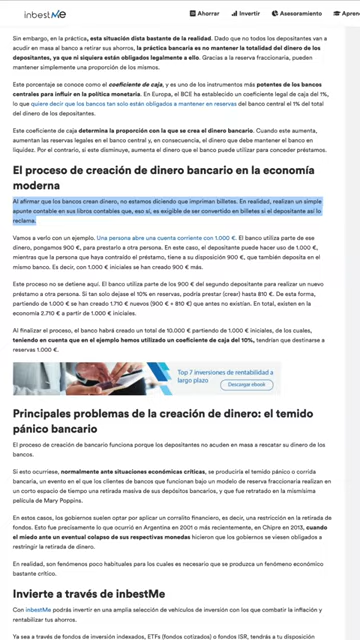 inbestMe
Ahorrar
Invertir
Asesoramiento
Apren
Sin embargo, en la práctica, esta situación dista bastante de la realidad. Dado que no todos los depositantes van a
acudir en masa al banco a retirar sus ahorros, la práctica bancaria es no mantener la totalidad del dinero de los
depositantes, ya que ni siquiera están obligados legalmente a ello. Gracias a la reserva fraccionaria, pueden
mantener simplemente una proporción de los mismos.
Este porcentaje se conoce como el coeficiente de caja, y es uno de los instrumentos más potentes de los bancos
centrales para influir en la política monetaria. En Europa, el BCE ha establecido un coeficiente legal de caja del 1%,
lo que quiere decir que los bancos tan solo están obligados a mantener en reservas del banco central el 1% del total
del dinero de los depositantes.
Este coeficiente de caja determina la proporción con la que se crea el dinero bancario. Cuando este aumenta,
aumentan las reservas legales en el banco central y, en consecuencia, el dinero que debe mantener el banco en
liquidez. Por el contrario, si este disminuye, aumenta el dinero que el banco puede utilizar para conceder préstamos.
El proceso de creación de dinero bancario en la economía
moderna
Al afirmar que los bancos crean dinero, no estamos diciendo que impriman billetes. En realidad, realizan un simple
apunte contable en sus libros contables que, eso sí, es exigible de ser convertido en billetes si el depositante así lo
reclama.
Vamos a verlo con un ejemplo. Una persona abre una cuenta corriente con 1.000 €. El banco utiliza parte de ese
dinero, pongamos 900 €, para prestarlo a otra persona. En este caso, el depositante puede hacer uso de 1.000 €,
mientras que la persona que haya contraído el préstamo, tiene a su disposición 900 €, que también deposita en el
mismo banco. Es decir, con 1.000 € iniciales se han creado 900 € más.
Este proceso no se detiene aquí. El banco utiliza parte de los 900 € del segundo depositante para realizar un nuevo
préstamo a otra persona. Si tan solo dejase el 10% en reservas, podría prestar (crear) hasta 810 €. De esta forma,
partiendo de 1.000 € se han creado 1.710 € nuevos (900 € + 810 €) que antes no existían. En total, existen en la
economía 2.710 € a partir de 1.000 € iniciales.
Al finalizar el proceso, el banco habrá creado un total de 10.000 € partiendo de 1.000 € iniciales, de los cuales,
teniendo en cuenta que en el ejemplo hemos utilizado un coeficiente de caja del 10%, tendrían que destinarse a
reservas 1.000 €.
Top 7 inversiones de rentabilidad a
largo plazo
Descargar ebook
Principales problemas de la creación de dinero: el temido
pánico bancario
El proceso de creación de bancario funciona porque los depositantes no acuden en masa a rescatar su dinero de los
bancos.
Si esto ocurriese, normalmente ante situaciones económicas críticas, se produciría el temido pánico o corrida
bancaria, un evento en el que los clientes de bancos que funcionan bajo un modelo de reserva fraccionaria realizan en
un corto espacio de tiempo una retirada masiva de sus depósitos bancarios, y que fue retratado en la mismísima
película de Mary Poppins.
En estos casos, los gobiernos suelen optar por aplicar un corralito financiero, es decir, una restricción en la retirada de
fondos. Esto fue precisamente lo que ocurrió en Argentina en 2001 o más recientemente, en Chipre en 2013, cuando
el miedo ante un eventual colapso de sus respectivas monedas hicieron que los gobiernos se viesen obligados a
restringir la retirada de dinero.
En realidad, son fenómenos poco habituales para los cuales es necesario que se produzca un fenómeno económico
bastante crítico.
Invierte a través de inbestMe
Con inbestMe podrás invertir en una amplia selección de vehículos de inversión con los que combatir la inflación y
rentabilizar tus ahorros.
Ya sea a través de fondos de inversión indexados, ETFs (fondos cotizados) o fondos ISR, tendrás a tu disposición